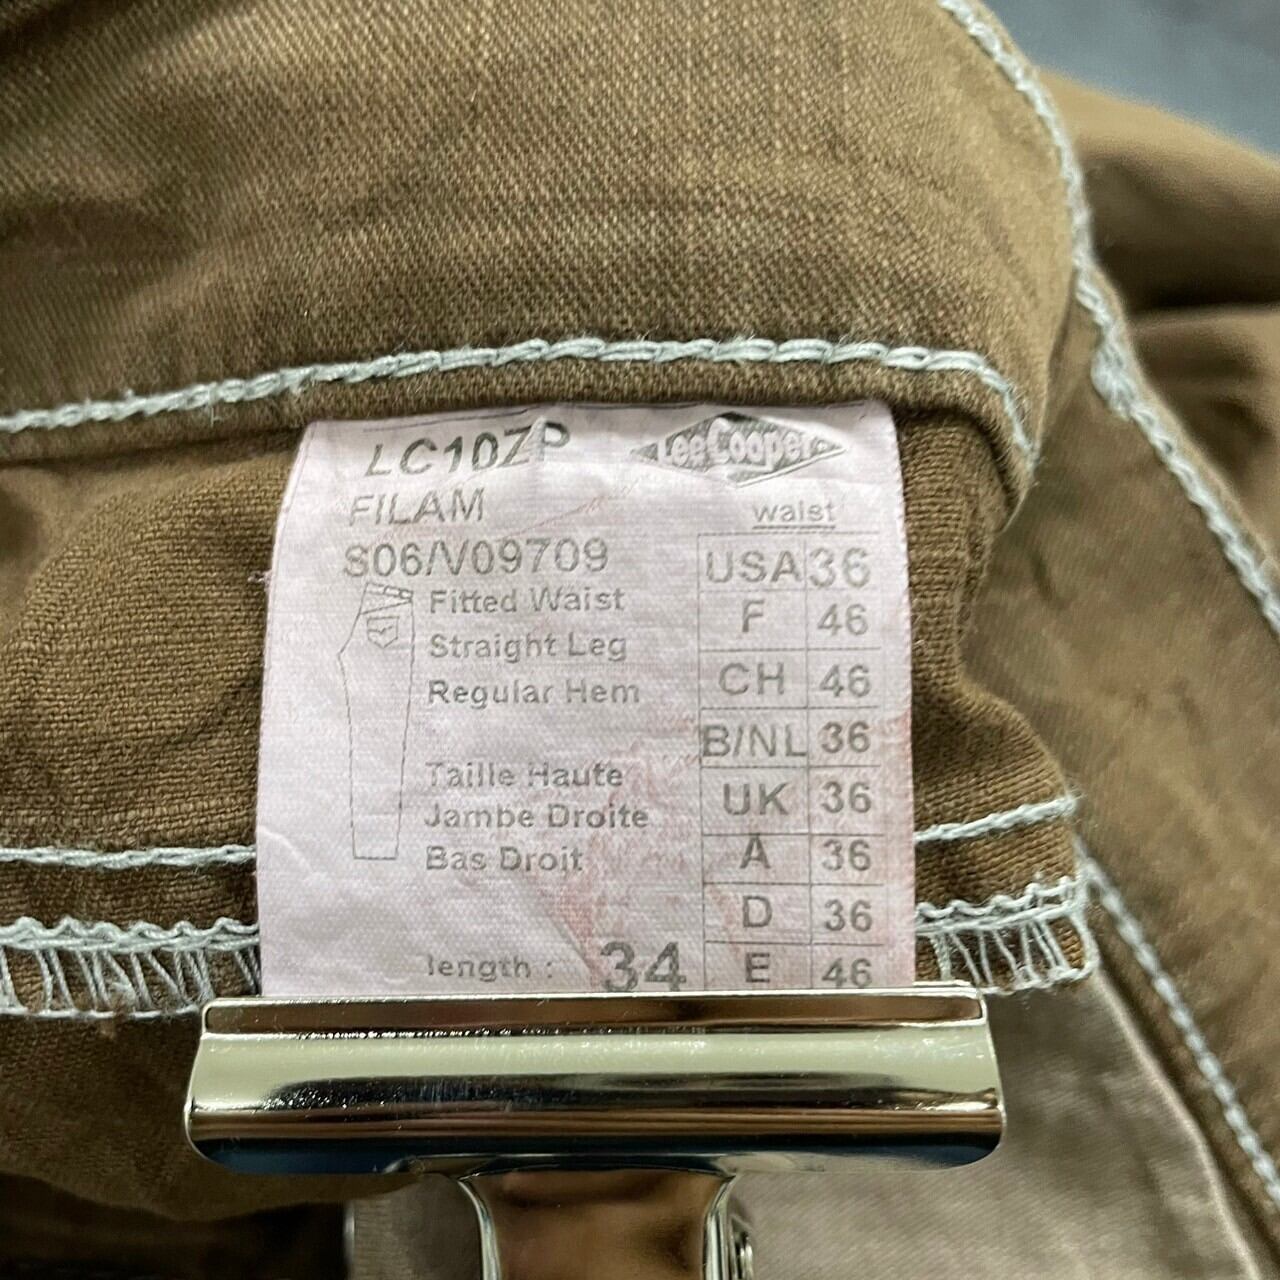 LC10ZP
Lee Cooper
FILAM
S06/V09709
Fitted Waist
Straight Leg
Regular Hem
Taille Haute
Jambe Droite
Bas Droit
length : 34
waist
USA 36
F 46
CH 46
B/NL 36
UK 36
A 36
D 36
E 46